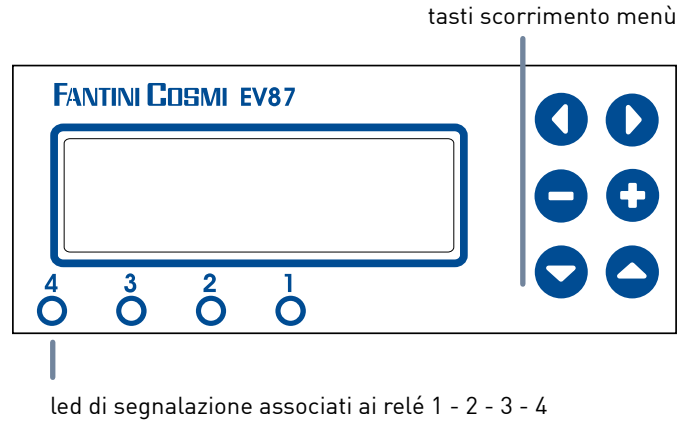 tasti scorrimento menù
FANTINI COSMI EV87
4 3 2 1
led di segnalazione associati ai relé 1 - 2 - 3 - 4